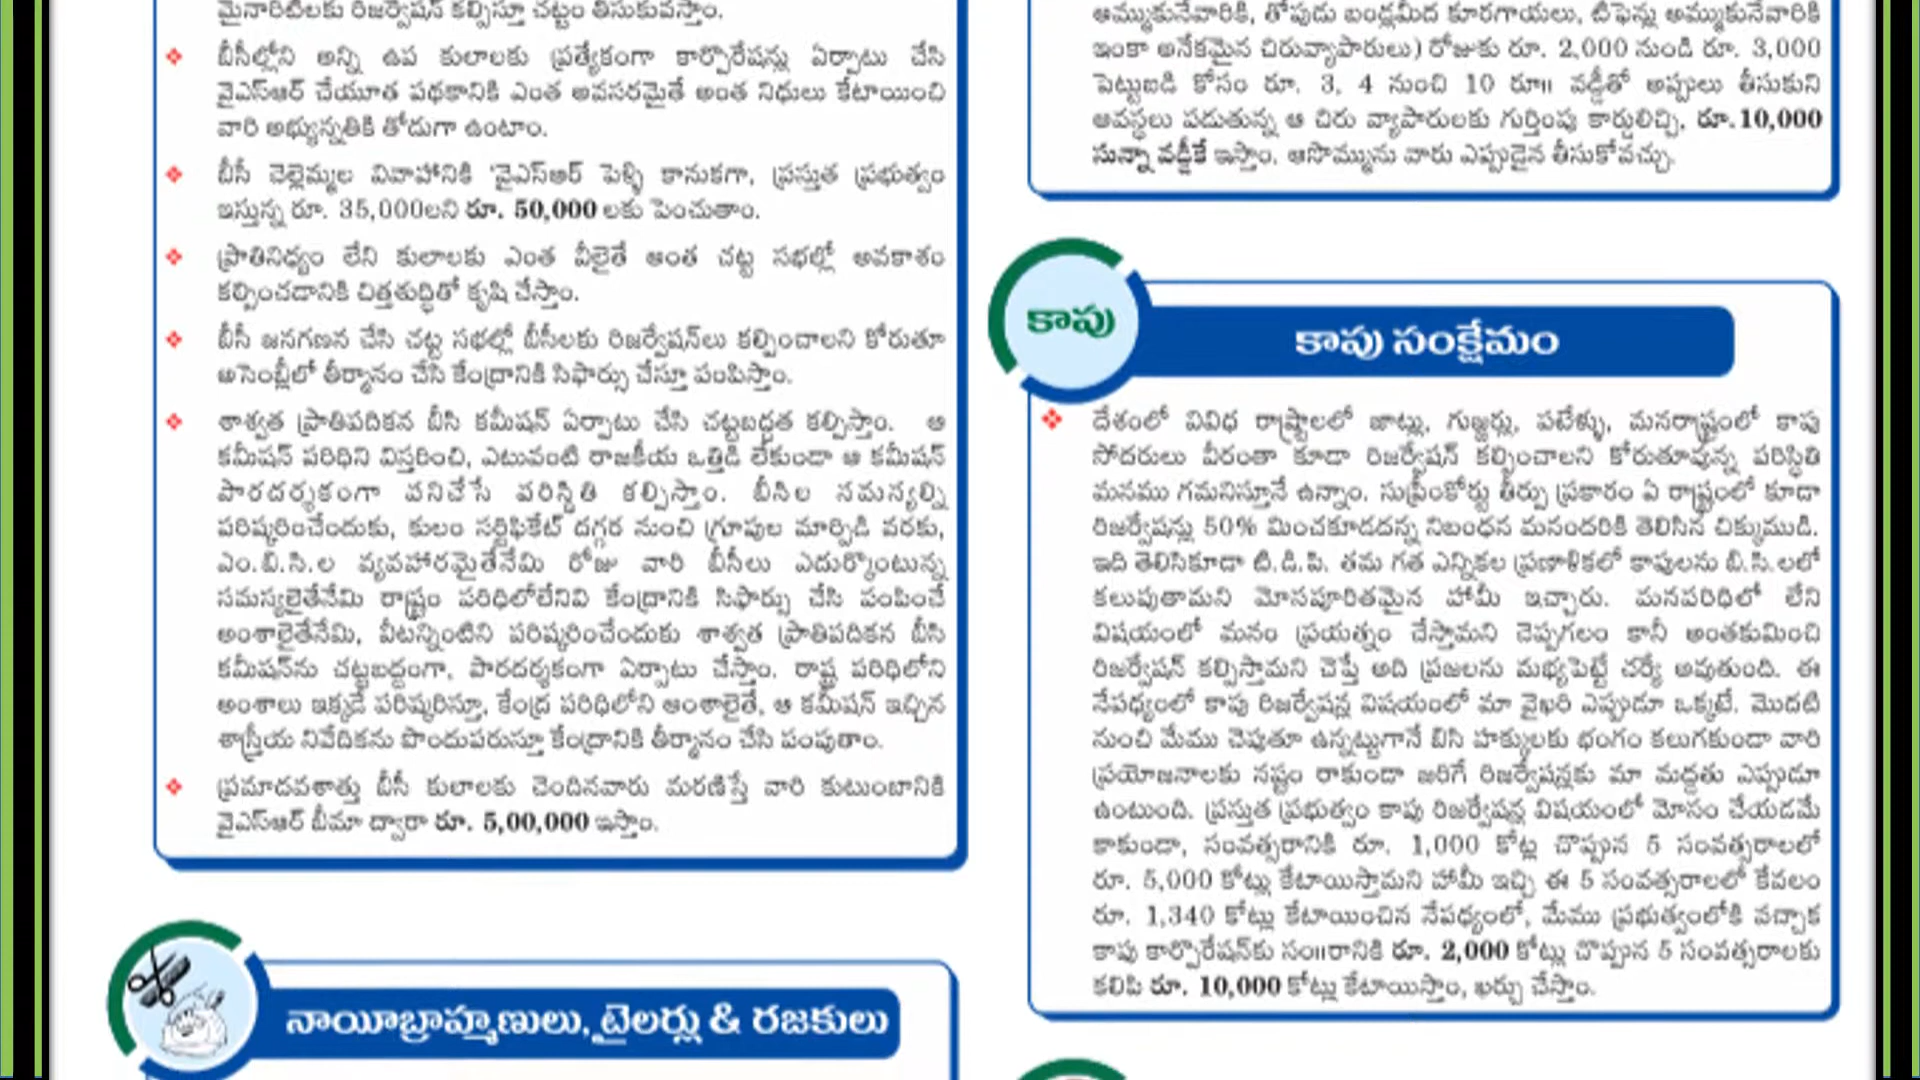 మైనారిటీలకు రిజర్వేషన్ కల్పిస్తూ చట్టం తీసుకువస్తాం.
బీసీల్లోని అన్ని ఉప కులాలకు ప్రత్యేకంగా కార్పొరేషన్లు ఏర్పాటు చేసి
వైఎస్ఆర్ చేయూత పథకానికి ఎంత అవసరమైతే అంత నిధులు కేటాయించి
వారి అభ్యున్నతికి తోడుగా ఉంటాం.
బీసీ చెల్లెమ్మల వివాహానికి 'వైఎస్ఆర్ పెళ్ళి కానుకగా, ప్రస్తుత ప్రభుత్వం
ఇస్తున్న రూ. 35,000లని రూ. 50,000 లకు పెంచుతాం.
ప్రాతినిధ్యం లేని కులాలకు ఎంత వీలైతే అంత చట్ట సభల్లో అవకాశం
కల్పించడానికి చిత్తశుద్ధితో కృషి చేస్తాం.
బీసీ జనగణన చేసి చట్ట సభల్లో బీసీలకు రిజర్వేషన్‌లు కల్పించాలని కోరుతూ
అసెంబ్లీలో తీర్మానం చేసి కేంద్రానికి సిఫార్సు చేస్తూ పంపిస్తాం.
శాశ్వత ప్రాతిపదికన బీసి కమీషన్ ఏర్పాటు చేసి చట్టబద్ధత కల్పిస్తాం. ఆ
కమీషన్ పరిధిని విస్తరించి, ఎటువంటి రాజకీయ ఒత్తిడి లేకుండా ఆ కమీషన్
పారదర్శకంగా పనిచేసే పరిస్థితి కల్పిస్తాం. బీసిల సమస్యల్ని
పరిష్కరించేందుకు, కులం సర్టిఫికేట్ దగ్గర నుంచి గ్రూపుల మార్పిడి వరకు,
ఎం.బి.సి.ల వ్యవహారమైతేనేమి రోజు వారి బీసీలు ఎదుర్కొంటున్న
సమస్యలైతేనేమి రాష్ట్రం పరిధిలోలేనివి కేంద్రానికి సిఫార్సు చేసి పంపించే
అంశాలైతేనేమి, వీటన్నింటిని పరిష్కరించేందుకు శాశ్వత ప్రాతిపదికన బీసి
కమీషన్‌ను చట్టబద్ధంగా, పారదర్శకంగా ఏర్పాటు చేస్తాం. రాష్ట్ర పరిధిలోని
అంశాలు ఇక్కడే పరిష్కరిస్తూ, కేంద్ర పరిధిలోని అంశాలైతే, ఆ కమీషన్ ఇచ్చిన
శాస్త్రీయ నివేదికను పొందుపరుస్తూ కేంద్రానికి తీర్మానం చేసి పంపుతాం.
ప్రమాదవశాత్తు బీసీ కులాలకు చెందినవారు మరణిస్తే వారి కుటుంబానికి
వైఎస్ఆర్ బీమా ద్వారా రూ. 5,00,000 ఇస్తాం.
నాయీబ్రాహ్మణులు, టైలర్లు & రజకులు
అమ్ముకునేవారికి, తోపుడు బండ్లమీద కూరగాయలు, టిఫెన్లు అమ్ముకునేవారికి
ఇంకా అనేకమైన చిరువ్యాపారులు) రోజుకు రూ. 2,000 నుండి రూ. 3,000
పెట్టుబడి కోసం రూ. 3, 4 నుంచి 10 రూ॥ వడ్డీతో అప్పులు తీసుకుని
అవస్థలు పడుతున్న ఆ చిరు వ్యాపారులకు గుర్తింపు కార్డులిచ్చి, రూ.10,000
సున్నా వడ్డీకే ఇస్తాం. ఆసొమ్మును వారు ఎప్పుడైన తీసుకోవచ్చు.
కాపు
కాపు సంక్షేమం
దేశంలో వివిధ రాష్ట్రాలలో జాట్లు, గుజ్జర్లు, పటేళ్ళు, మనరాష్ట్రంలో కాపు
సోదరులు వీరంతా కూడా రిజర్వేషన్ కల్పించాలని కోరుతూవున్న పరిస్థితి
మనము గమనిస్తూనే ఉన్నాం. సుప్రీంకోర్టు తీర్పు ప్రకారం ఏ రాష్ట్రంలో కూడా
రిజర్వేషన్లు 50% మించకూడదన్న నిబంధన మనందరికి తెలిసిన చిక్కుముడి.
ఇది తెలిసికూడా టి.డి.పి. తమ గత ఎన్నికల ప్రణాళికలో కాపులను బి.సి.లలో
కలుపుతామని మోసపూరితమైన హామీ ఇచ్చారు. మనపరిధిలో లేని
విషయంలో మనం ప్రయత్నం చేస్తామని చెప్పగలం కానీ అంతకుమించి
రిజర్వేషన్ కల్పిస్తామని చెప్తే అది ప్రజలను మభ్యపెట్టే చర్యే అవుతుంది. ఈ
నేపథ్యంలో కాపు రిజర్వేషన్ల విషయంలో మా వైఖరి ఎప్పుడూ ఒక్కటే. మొదటి
నుంచి మేము చెపుతూ ఉన్నట్టుగానే బిసి హక్కులకు భంగం కలుగకుండా వారి
ప్రయోజనాలకు నష్టం రాకుండా జరిగే రిజర్వేషన్లకు మా మద్దతు ఎప్పుడూ
ఉంటుంది. ప్రస్తుత ప్రభుత్వం కాపు రిజర్వేషన్ల విషయంలో మోసం చేయడమే
కాకుండా, సంవత్సరానికి రూ. 1,000 కోట్ల చొప్పున 5 సంవత్సరాలలో
రూ. 5,000 కోట్లు కేటాయిస్తామని హామీ ఇచ్చి ఈ 5 సంవత్సరాలలో కేవలం
రూ. 1,340 కోట్లు కేటాయించిన నేపథ్యంలో, మేము ప్రభుత్వంలోకి వచ్చాక
కాపు కార్పొరేషన్‌కు సం॥రానికి రూ. 2,000 కోట్లు చొప్పున 5 సంవత్సరాలకు
కలిపి రూ. 10,000 కోట్లు కేటాయిస్తాం, ఖర్చు చేస్తాం.